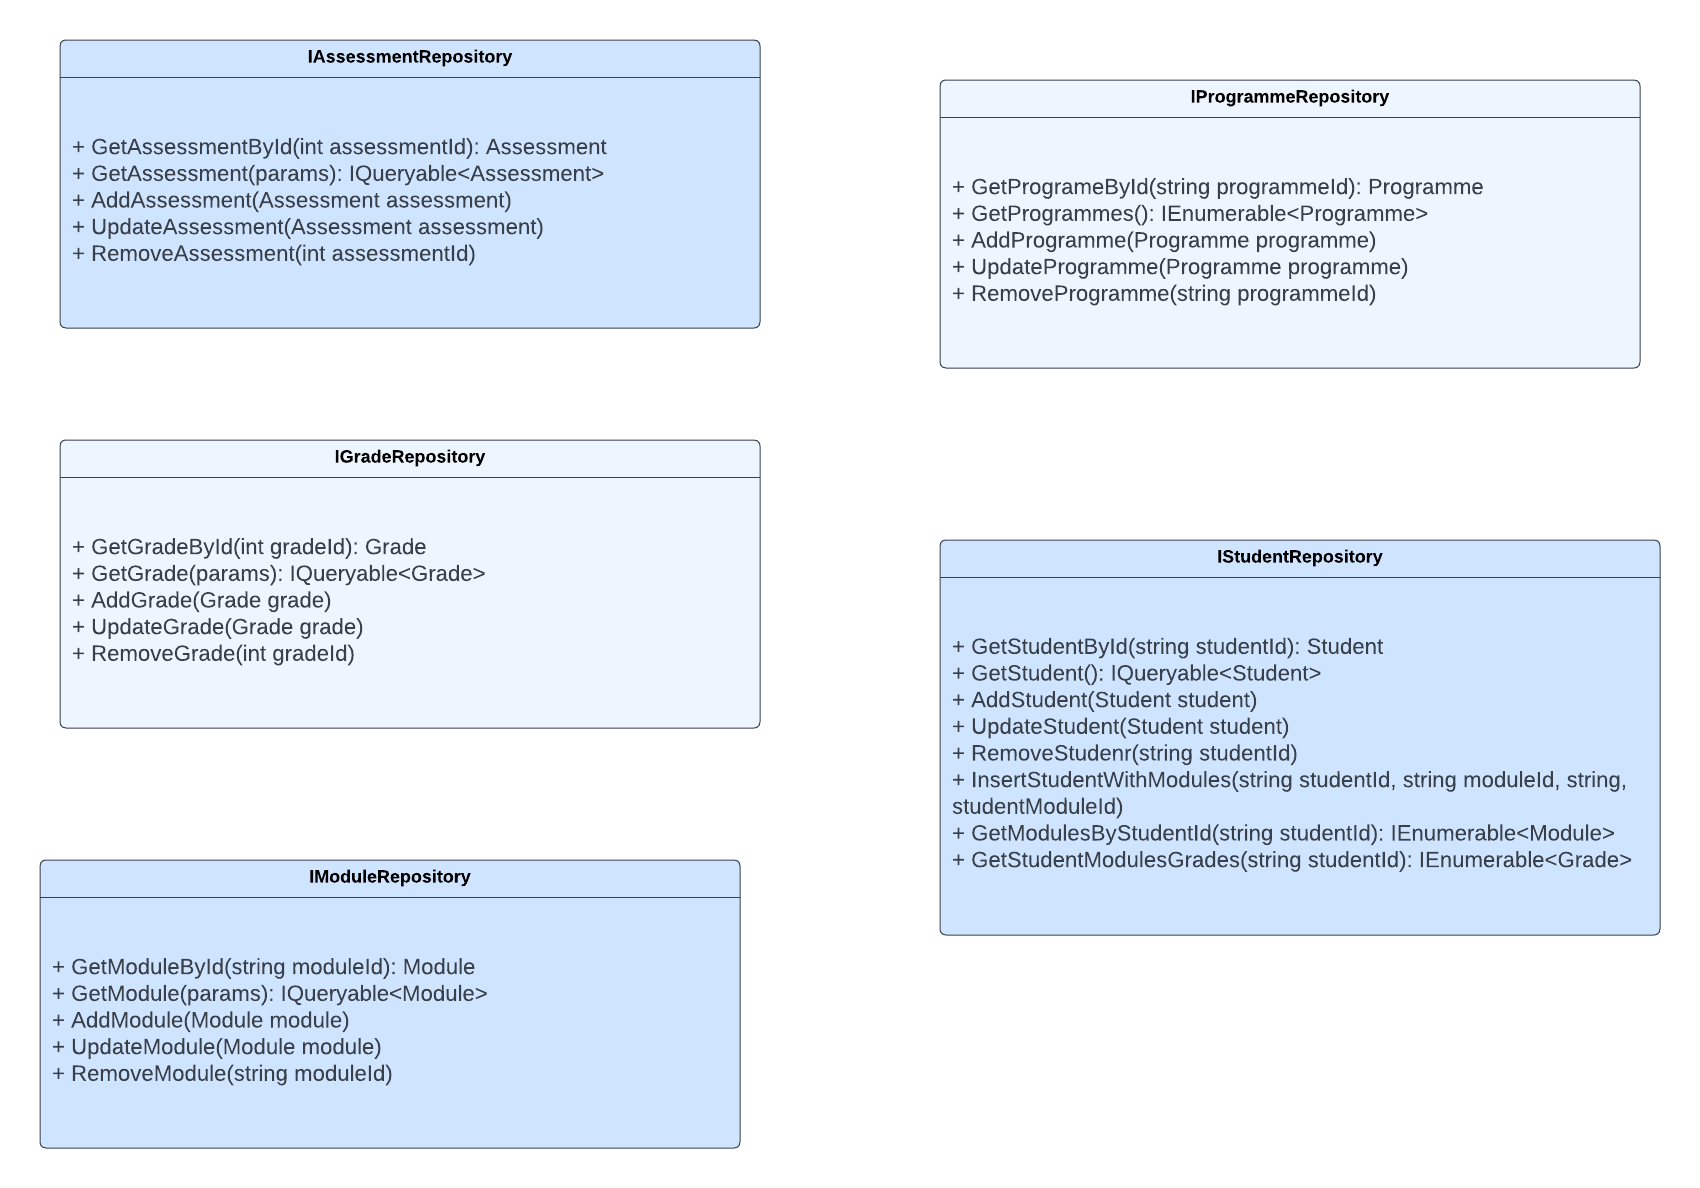 IAssessmentRepository
+ GetAssessmentById(int assessmentId): Assessment
+ GetAssessment(params): IQueryable<Assessment>
+ AddAssessment(Assessment assessment)
+ UpdateAssessment(Assessment assessment)
+ RemoveAssessment(int assessmentId)
IProgrammeRepository
+ GetProgrameById(string programmeId): Programme
+ GetProgrammes(): IEnumerable<Programme>
+ AddProgramme(Programme programme)
+ UpdateProgramme(Programme programme)
+ RemoveProgramme(string programmeId)
IGradeRepository
+ GetGradeById(int gradeId): Grade
+ GetGrade(params): IQueryable<Grade>
+ AddGrade(Grade grade)
+ UpdateGrade(Grade grade)
+ RemoveGrade(int gradeId)
IStudentRepository
+ GetStudentById(string studentId): Student
+ GetStudent(): IQueryable<Student>
+ AddStudent(Student student)
+ UpdateStudent(Student student)
+ RemoveStudenr(string studentId)
+ InsertStudentWithModules(string studentId, string moduleId, string,
studentModuleId)
+ GetModulesByStudentId(string studentId): IEnumerable<Module>
+ GetStudentModulesGrades(string studentId): IEnumerable<Grade>
IModuleRepository
+ GetModuleById(string moduleId): Module
+ GetModule(params): IQueryable<Module>
+ AddModule(Module module)
+ UpdateModule(Module module)
+ RemoveModule(string moduleId)